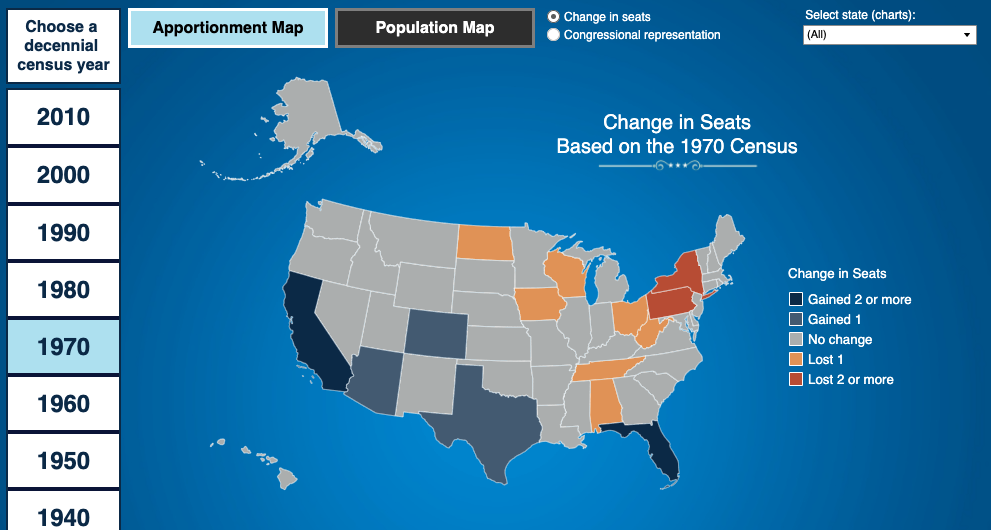 Choose a
decennial
census year
Apportionment Map
Population Map
Change in seats
Congressional representation
Select state (charts):
(All)
2010
2000
1990
1980
1970
1960
1950
1940
Change in Seats
Based on the 1970 Census
Change in Seats
Gained 2 or more
Gained 1
No change
Lost 1
Lost 2 or more